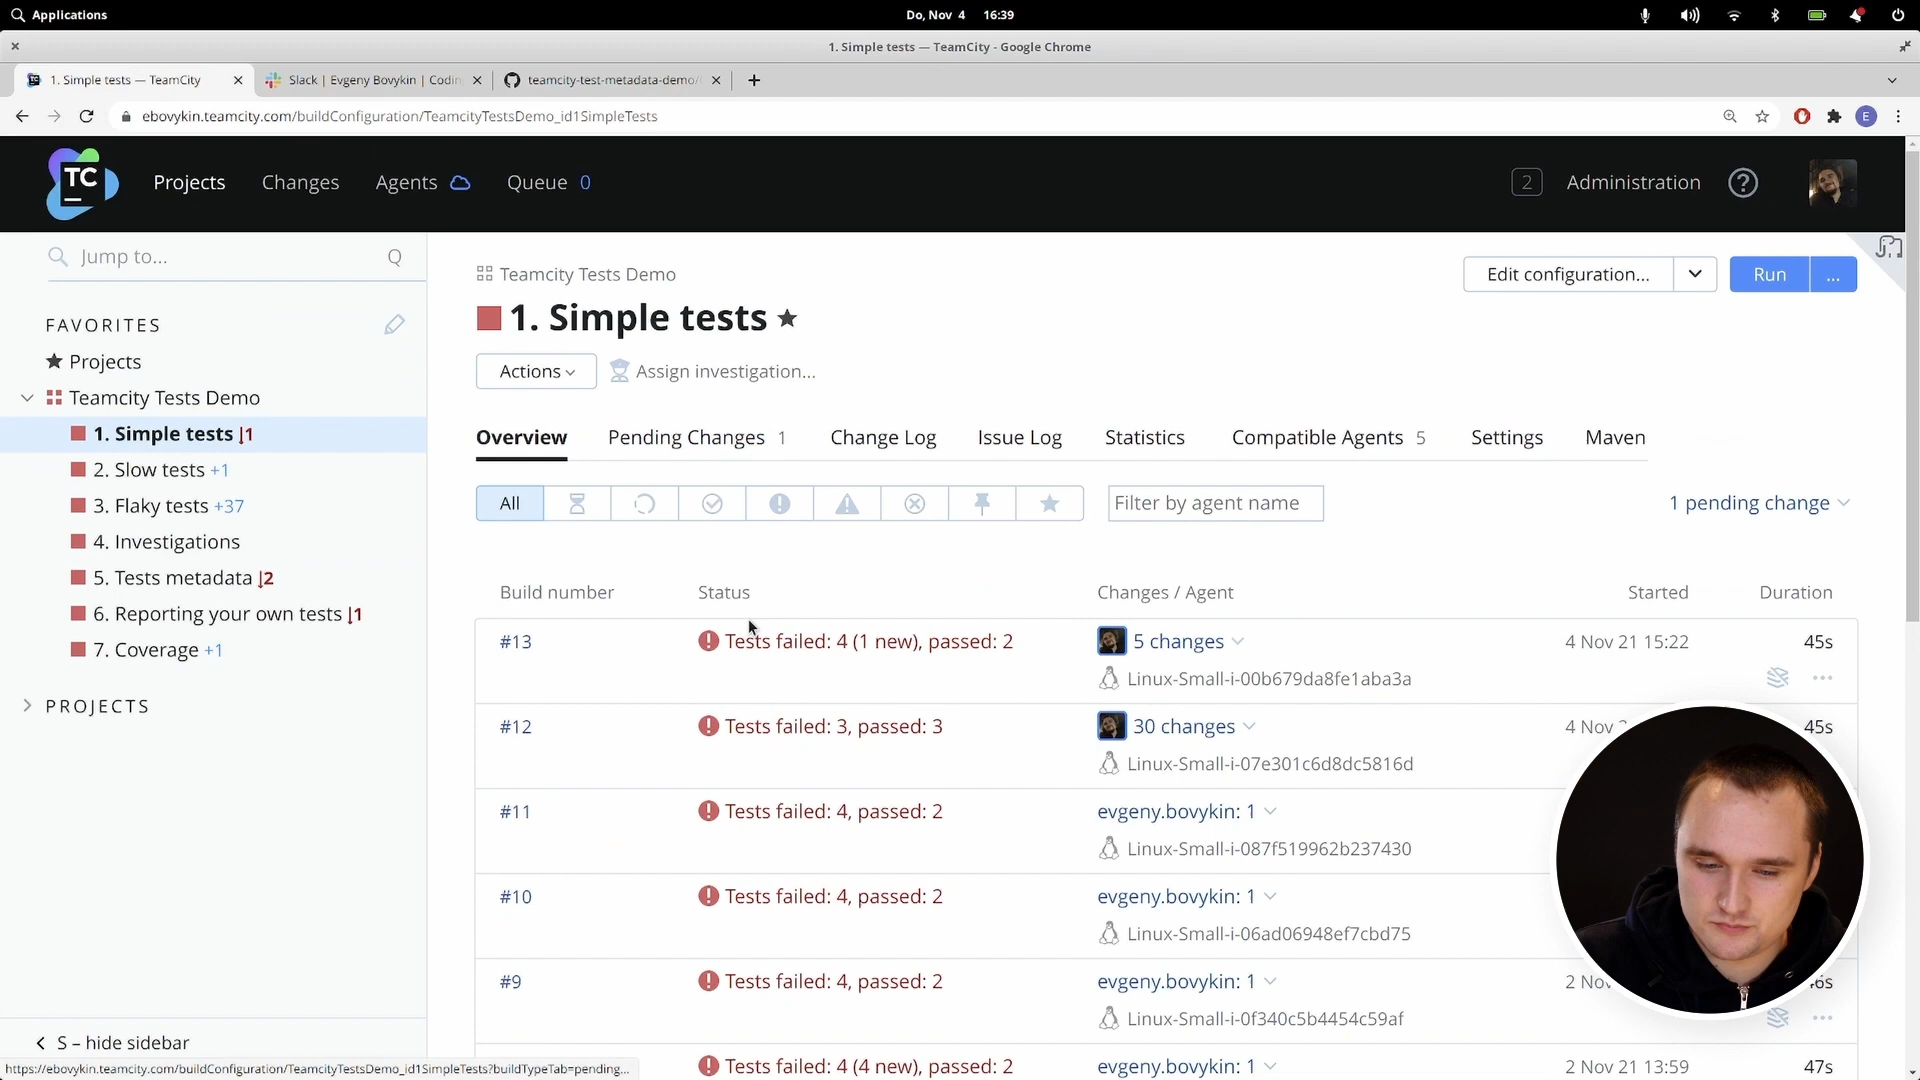 Applications
Do, Nov 4 16:39
1. Simple tests — TeamCity - Google Chrome
1. Simple tests — TeamCity
Slack | Evgeny Bovykin | Codin
teamcity-test-metadata-demo/
ebovykin.teamcity.com/buildConfiguration/TeamcityTestsDemo_id1SimpleTests
E
TC
Projects
Changes
Agents
Queue 0
2
Administration
?
Jump to...
Q
FAVORITES
Projects
Teamcity Tests Demo
1. Simple tests 1
2. Slow tests +1
3. Flaky tests +37
4. Investigations
5. Tests metadata 2
6. Reporting your own tests 1
7. Coverage +1
PROJECTS
S – hide sidebar
https://ebovykin.teamcity.com/buildConfiguration/TeamcityTestsDemo_id1SimpleTests?buildTypeTab=pending...
Teamcity Tests Demo
Edit configuration...
Run
...
1. Simple tests
Actions
Assign investigation...
Overview
Pending Changes 1
Change Log
Issue Log
Statistics
Compatible Agents 5
Settings
Maven
All
Filter by agent name
1 pending change
Build number Status Changes / Agent Started Duration
#13 Tests failed: 4 (1 new), passed: 2 5 changes 4 Nov 21 15:22 45s
Linux-Small-i-00b679da8fe1aba3a
#12 Tests failed: 3, passed: 3 30 changes 4 Nov 45s
Linux-Small-i-07e301c6d8dc5816d
#11 Tests failed: 4, passed: 2 evgeny.bovykin: 1
Linux-Small-i-087f519962b237430
#10 Tests failed: 4, passed: 2 evgeny.bovykin: 1
Linux-Small-i-06ad06948ef7cbd75
#9 Tests failed: 4, passed: 2 evgeny.bovykin: 1 2 Nov 6s
Linux-Small-i-0f340c5b4454c59af
Tests failed: 4 (4 new), passed: 2 evgeny.bovykin: 1 2 Nov 21 13:59 47s